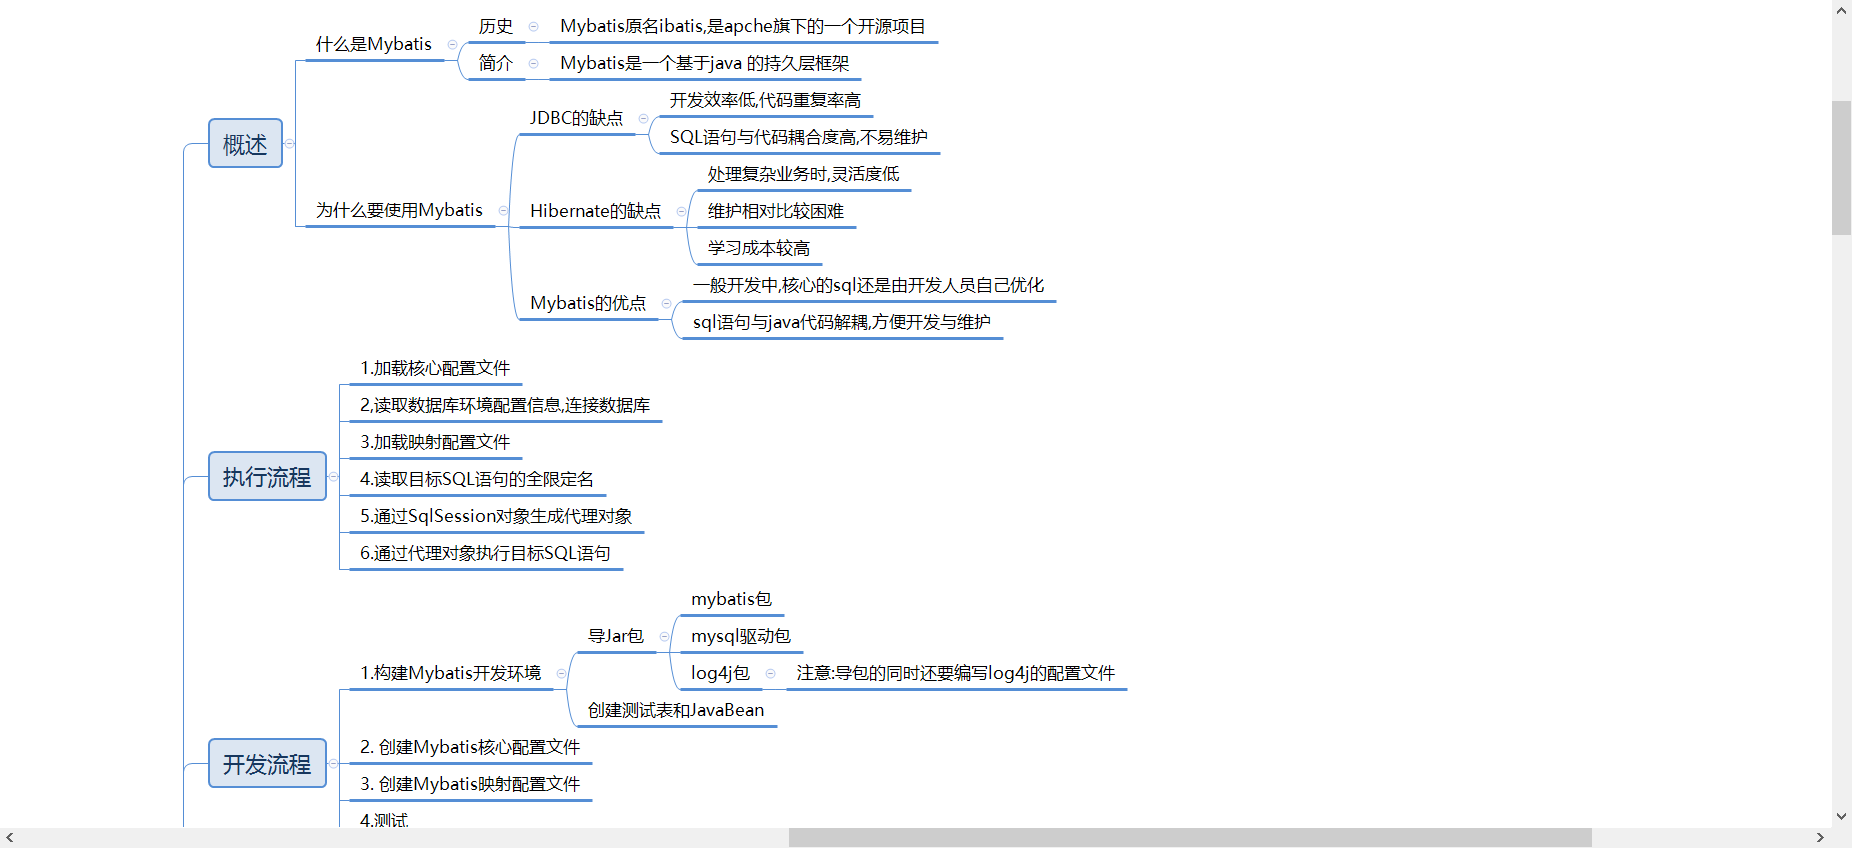 概述
什么是Mybatis
历史
Mybatis原名ibatis,是apche旗下的一个开源项目
简介
Mybatis是一个基于java 的持久层框架
为什么要使用Mybatis
JDBC的缺点
开发效率低,代码重复率高
SQL语句与代码耦合度高,不易维护
Hibernate的缺点
处理复杂业务时,灵活度低
维护相对比较困难
学习成本较高
Mybatis的优点
一般开发中,核心的sql还是由开发人员自己优化
sql语句与java代码解耦,方便开发与维护
执行流程
1.加载核心配置文件
2,读取数据库环境配置信息,连接数据库
3.加载映射配置文件
4.读取目标SQL语句的全限定名
5.通过SqlSession对象生成代理对象
6.通过代理对象执行目标SQL语句
开发流程
1.构建Mybatis开发环境
导Jar包
mybatis包
mysql驱动包
log4j包
注意:导包的同时还要编写log4j的配置文件
创建测试表和JavaBean
2. 创建Mybatis核心配置文件
3. 创建Mybatis映射配置文件
4.测试